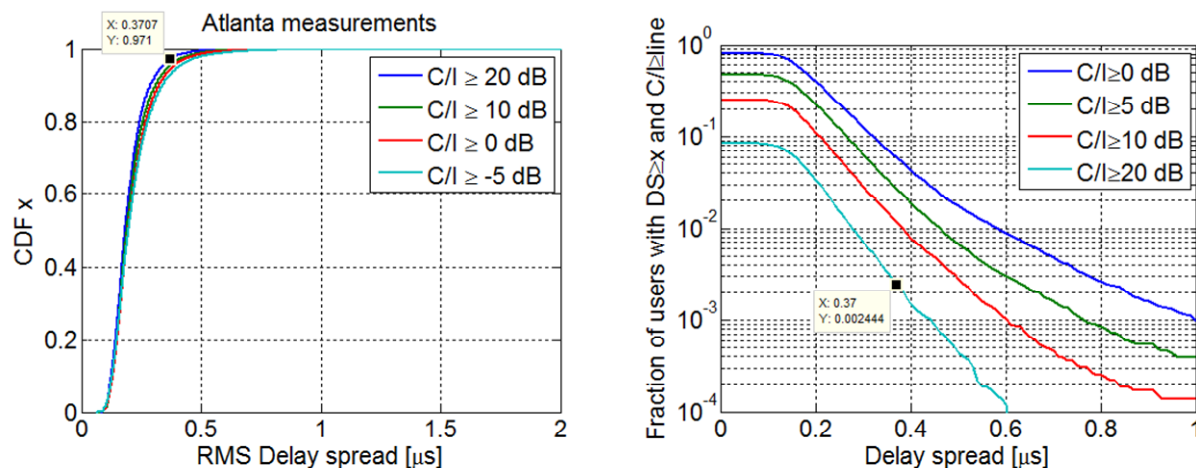 Atlanta measurements
X: 0.3707
Y: 0.971
C/I ≥ 20 dB
C/I ≥ 10 dB
C/I ≥ 0 dB
C/I ≥ -5 dB
CDF x
1
0.8
0.6
0.4
0.2
0
0 0.5 1 1.5 2
RMS Delay spread [μs]
Fraction of users with DS≥x and C/I≥line
10^0
10^-1
10^-2
10^-3
10^-4
C/I≥0 dB
C/I≥5 dB
C/I≥10 dB
C/I≥20 dB
X: 0.37
Y: 0.002444
0 0.2 0.4 0.6 0.8 1
Delay spread [μs]